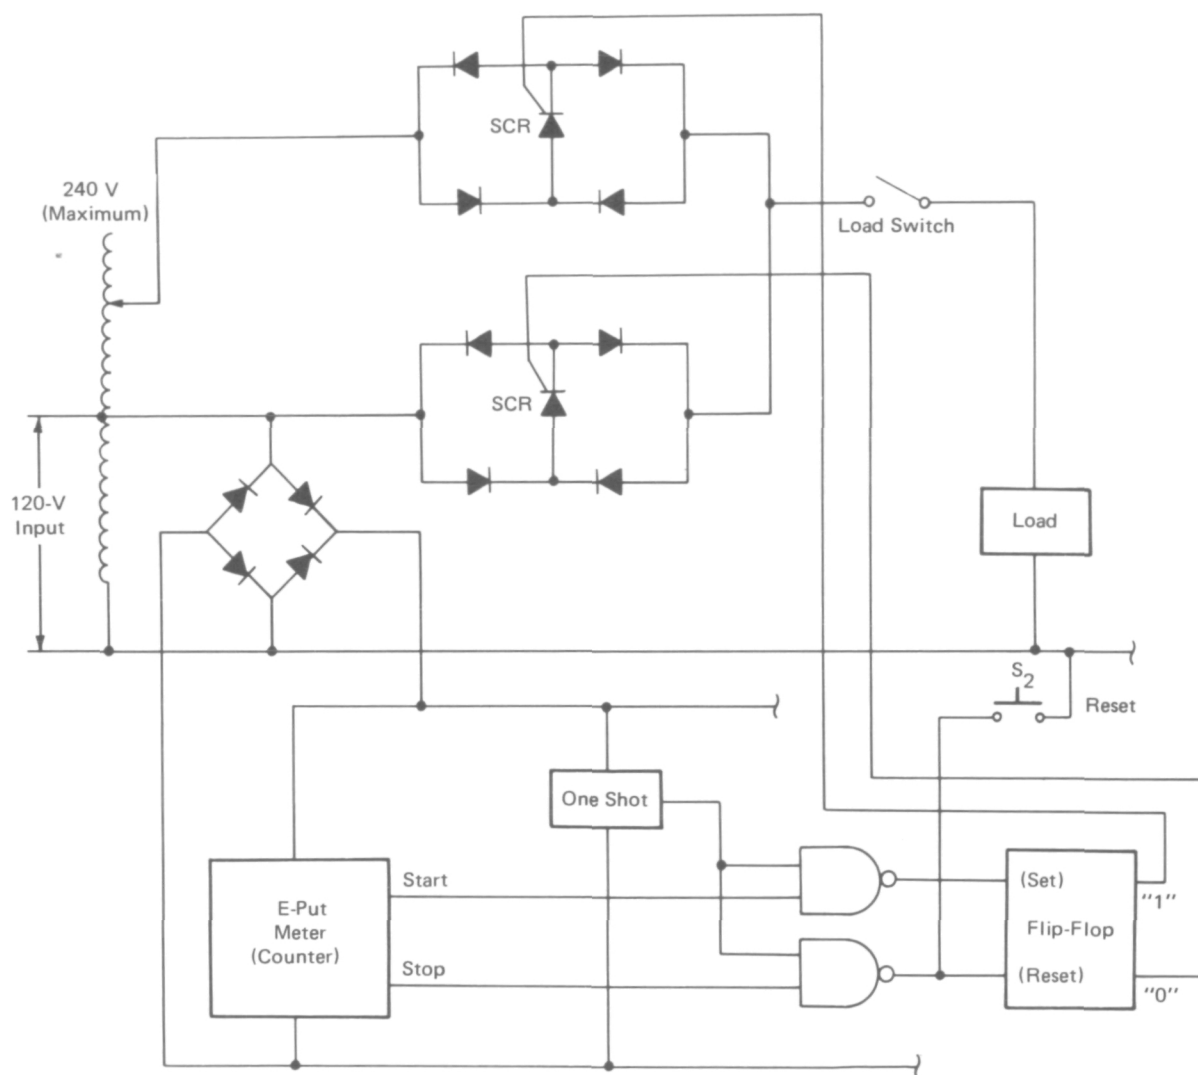 SCR
240 V
(Maximum)
Load Switch
SCR
120-V
Input
Load
S2
Reset
One Shot
Start
E-Put
Meter
(Counter)
Stop
(Set)
"1"
Flip-Flop
(Reset)
"0"